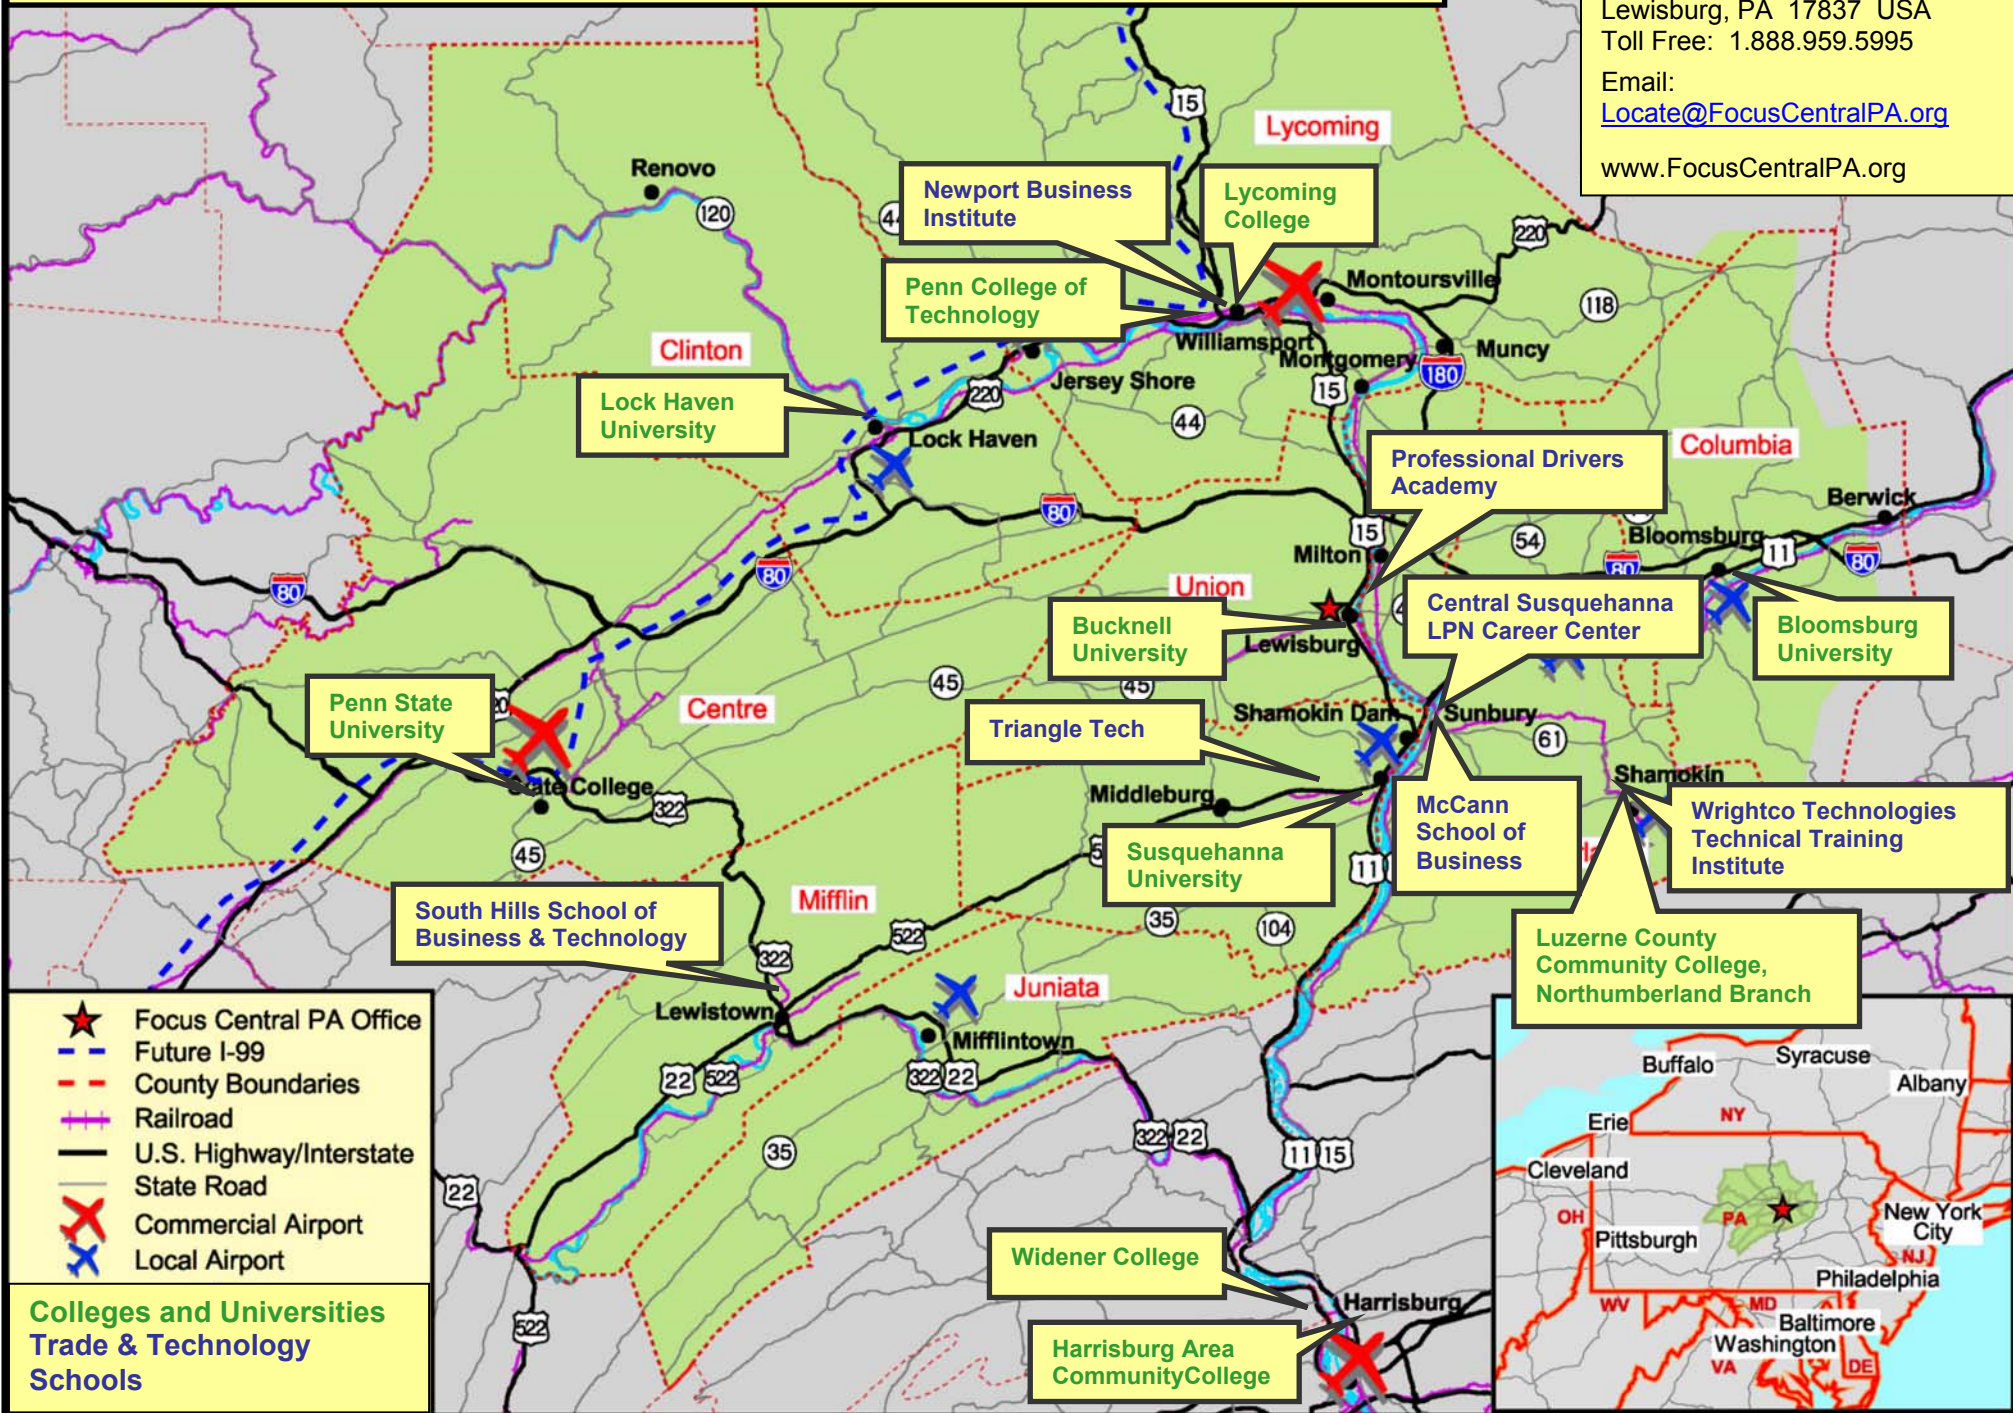 Lewisburg, PA 17837 USA
Toll Free: 1.888.959.5995
Email:
Locate@FocusCentralPA.org
www.FocusCentralPA.org
15
Lycoming
Renovo
120
Newport Business
Institute
Lycoming
College
220
Penn College of
Technology
Montoursville
118
Williamsport
Montgomery
Muncy
Clinton
180
Jersey Shore
220
15
Lock Haven
University
44
Lock Haven
Columbia
Professional Drivers
Academy
Berwick
80
15
54
Bloomsburg
11
Milton
80
80
80
80
Union
Central Susquehanna
LPN Career Center
Bucknell
University
Bloomsburg
University
Lewisburg
45
45
Centre
Penn State
University
Shamokin Dam
Sunbury
Triangle Tech
61
Shamokin
State College
322
Middleburg
McCann
School of
Business
Wrightco Technologies
Technical Training
Institute
45
Susquehanna
University
11
Mifflin
South Hills School of
Business & Technology
522
35
104
Luzerne County
Community College,
Northumberland Branch
322
Juniata
Lewistown
Mifflintown
22
522
322
22
35
322
22
11
15
22
522
Widener College
Harrisburg
Harrisburg Area
CommunityCollege
Focus Central PA Office
Future I-99
County Boundaries
Railroad
U.S. Highway/Interstate
State Road
Commercial Airport
Local Airport
Colleges and Universities
Trade & Technology
Schools
Buffalo
Syracuse
Albany
Erie
NY
Cleveland
OH
PA
New York
City
Pittsburgh
NJ
Philadelphia
WV
MD
Baltimore
Washington
VA
DE